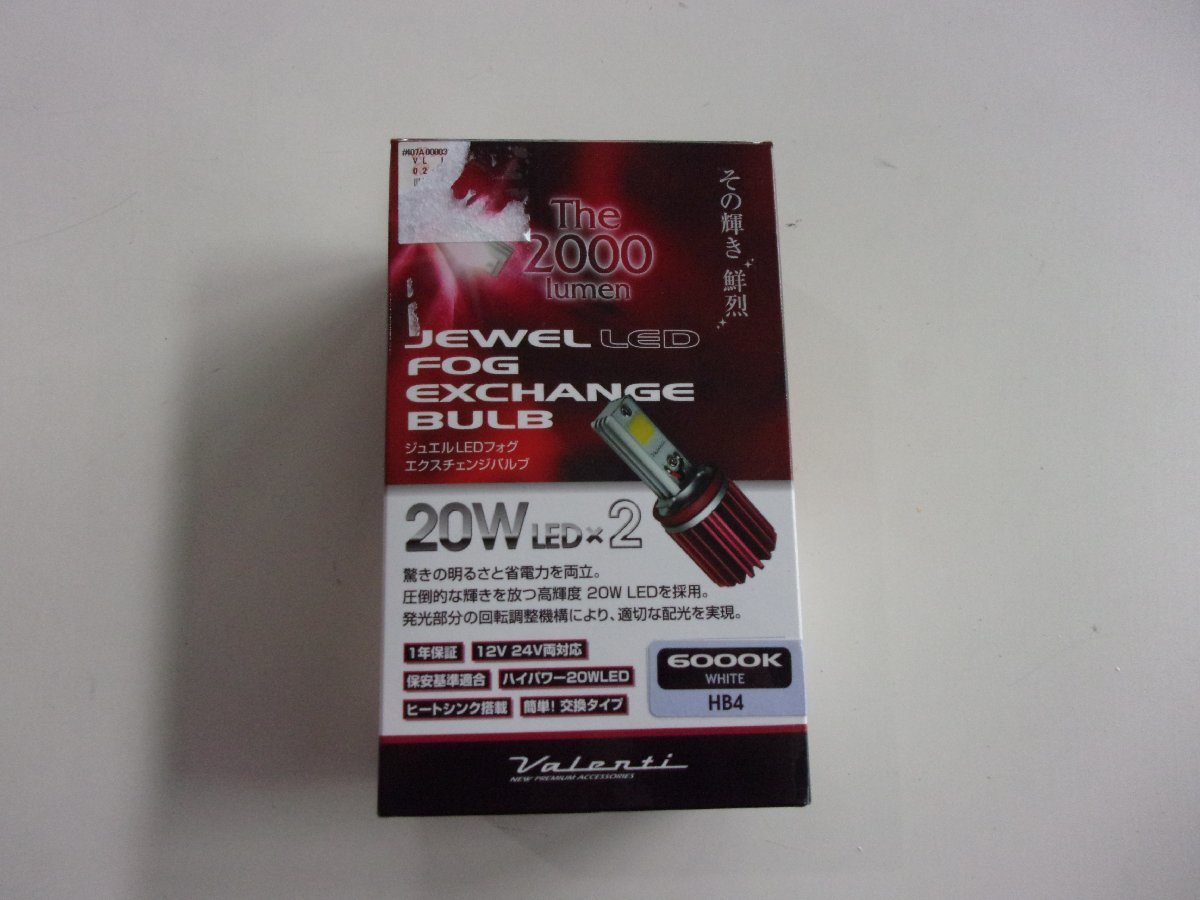 #407A00803
V L
0 2
The
2000
lumen
その輝き 鮮烈
JEWEL LED
FOG
EXCHANGE
BULB
ジュエルLEDフォグ
エクスチェンジバルブ
20W LED×2
驚きの明るさと省電力を両立。
圧倒的な輝きを放つ高輝度 20W LEDを採用。
発光部分の回転調整機構により、適切な配光を実現。
1年保証 12V 24V両対応
保安基準適合 ハイパワー20WLED
ヒートシンク搭載 簡単!交換タイプ
6000K
WHITE
HB4
Valenti
NEW PREMIUM ACCESSORIES